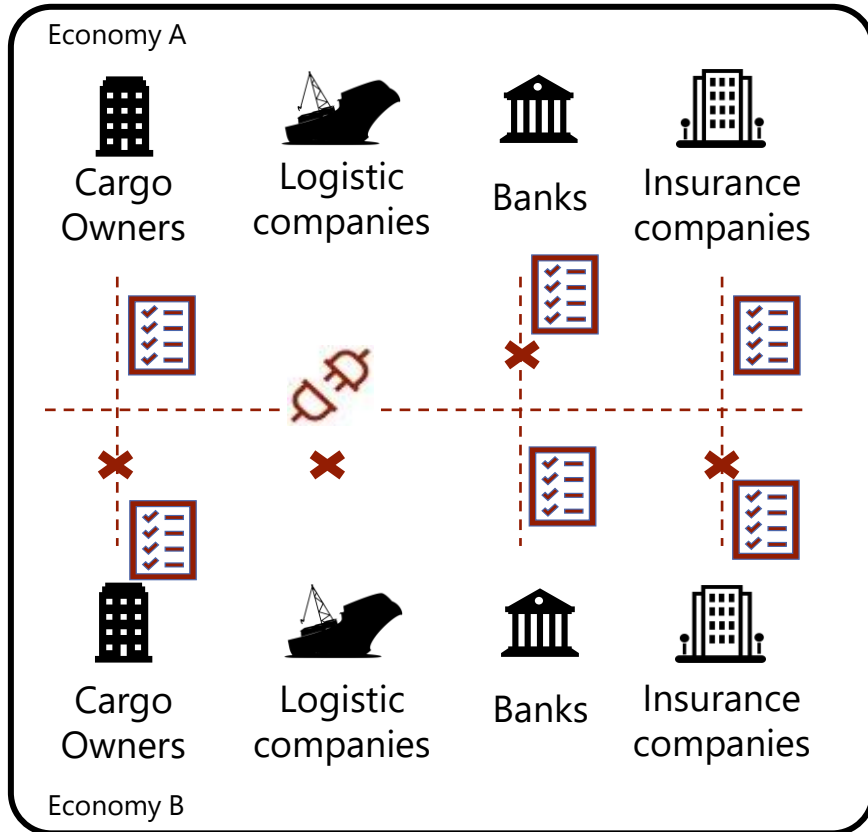 Economy A
Cargo
Owners
Logistic
companies
Banks
Insurance
companies
Cargo
Owners
Logistic
companies
Banks
Insurance
companies
Economy B